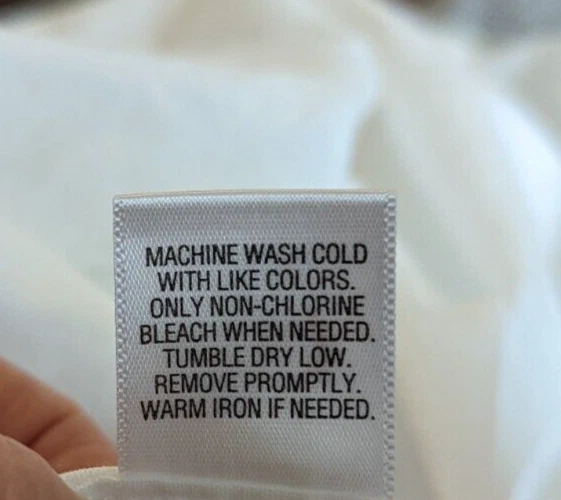 MACHINE WASH COLD
WITH LIKE COLORS.
ONLY NON-CHLORINE
BLEACH WHEN NEEDED.
TUMBLE DRY LOW.
REMOVE PROMPTLY.
WARM IRON IF NEEDED.